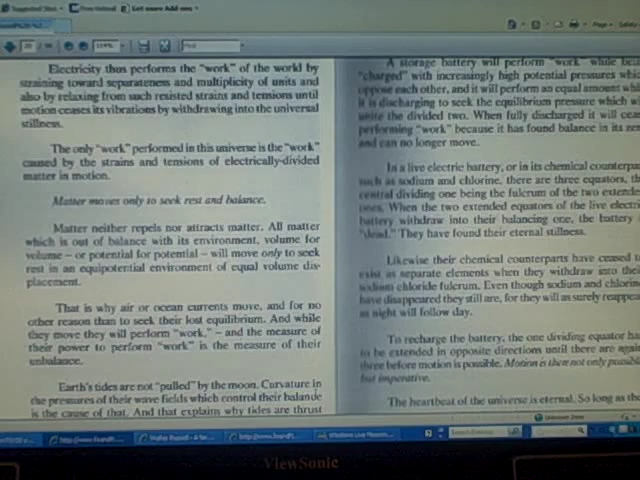 Suggested Sites
Free Hotmail
Get more Add-ons
Page
Safety
Find
Electricity thus performs the “work” of the world by
straining toward separateness and multiplicity of units and
also by relaxing from such resisted strains and tensions until
motion ceases its vibrations by withdrawing into the universal
stillness.
The only “work” performed in this universe is the “work”
caused by the strains and tensions of electrically-divided
matter in motion.
Matter moves only to seek rest and balance.
Matter neither repels nor attracts matter. All matter
which is out of balance with its environment, volume for
volume – or potential for potential – will move only to seek
rest in an equipotential environment of equal volume dis-
placement.
That is why air or ocean currents move, and for no
other reason than to seek their lost equilibrium. And while
they move they will perform “work,” – and the measure of
their power to perform “work” is the measure of their
unbalance.
Earth's tides are not “pulled” by the moon. Curvature in
the pressures of their wave fields which control their balance
is the cause of that. And that explains why tides are thrust
A storage battery will perform “work” while
“charged” with increasingly high potential pressures
oppose each other, and it will perform an equal amount
it is discharging to seek the equilibrium pressure which
unite the divided two. When fully discharged it will
performing “work” because it has found balance in its
and can no longer move.
In a live electric battery, or in its chemical
such as sodium and chlorine, there are three equators,
central dividing one being the fulcrum of the two
ones. When the two extended equators of the live
battery withdraw into their balancing one, the battery
“dead.” They have found their eternal stillness.
Likewise their chemical counterparts have ceased
exist as separate elements when they withdraw into
sodium chloride fulcrum. Even though sodium and
have disappeared they still are, for they will as surely
as night will follow day.
To recharge the battery, the one dividing equator
to be extended in opposite directions until there are
three before motion is possible. Motion is then not only
but imperative.
The heartbeat of the universe is eternal. So long as
Unknown Zone
Walter Russell - A
Windows Live Messen...
ViewSonic